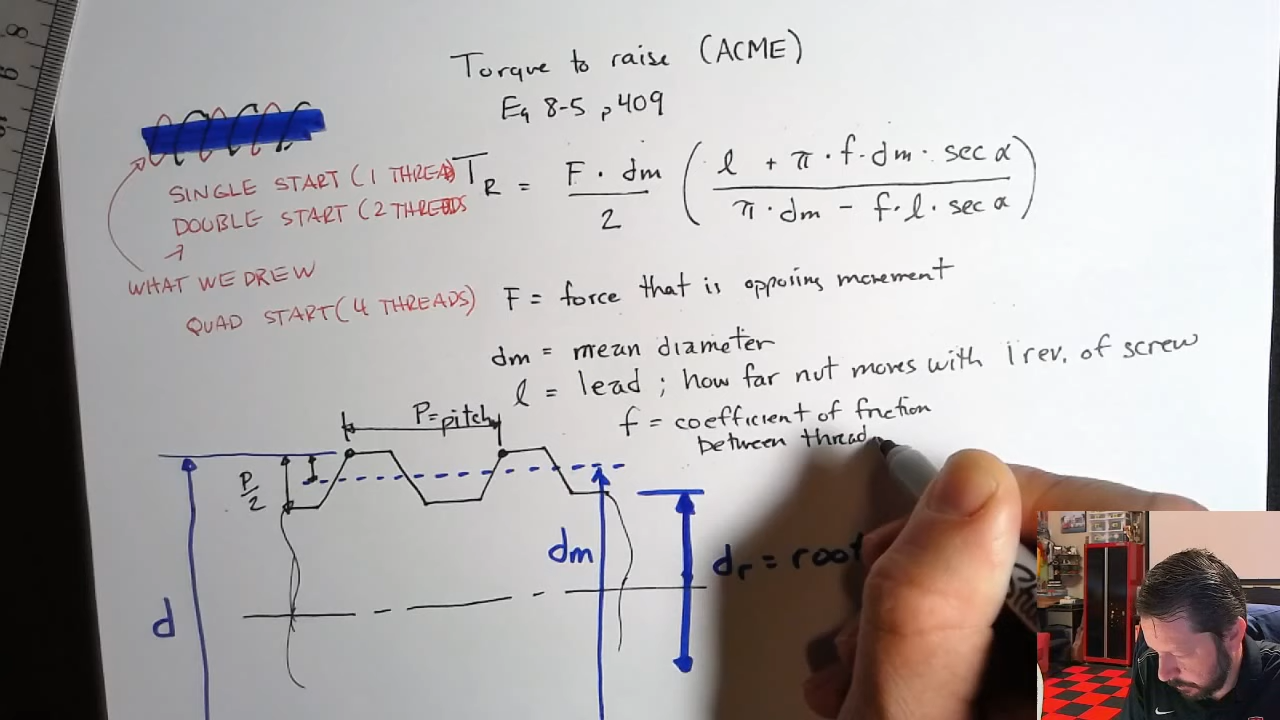 Torque to raise (ACME)
Eq 8-5, p409
T_R = F · dm / 2 ( l + π · f · dm · sec α / π · dm − f · l · sec α )
SINGLE START (1 THREAD)
DOUBLE START (2 THREADS
WHAT WE DREW
QUAD START (4 THREADS)
F = force that is opposing movement
dm = mean diameter
l = lead ; how far nut moves with 1 rev. of screw
f = coefficient of friction
between thread
P = pitch
P/2
dm
dr = root
d
8
9